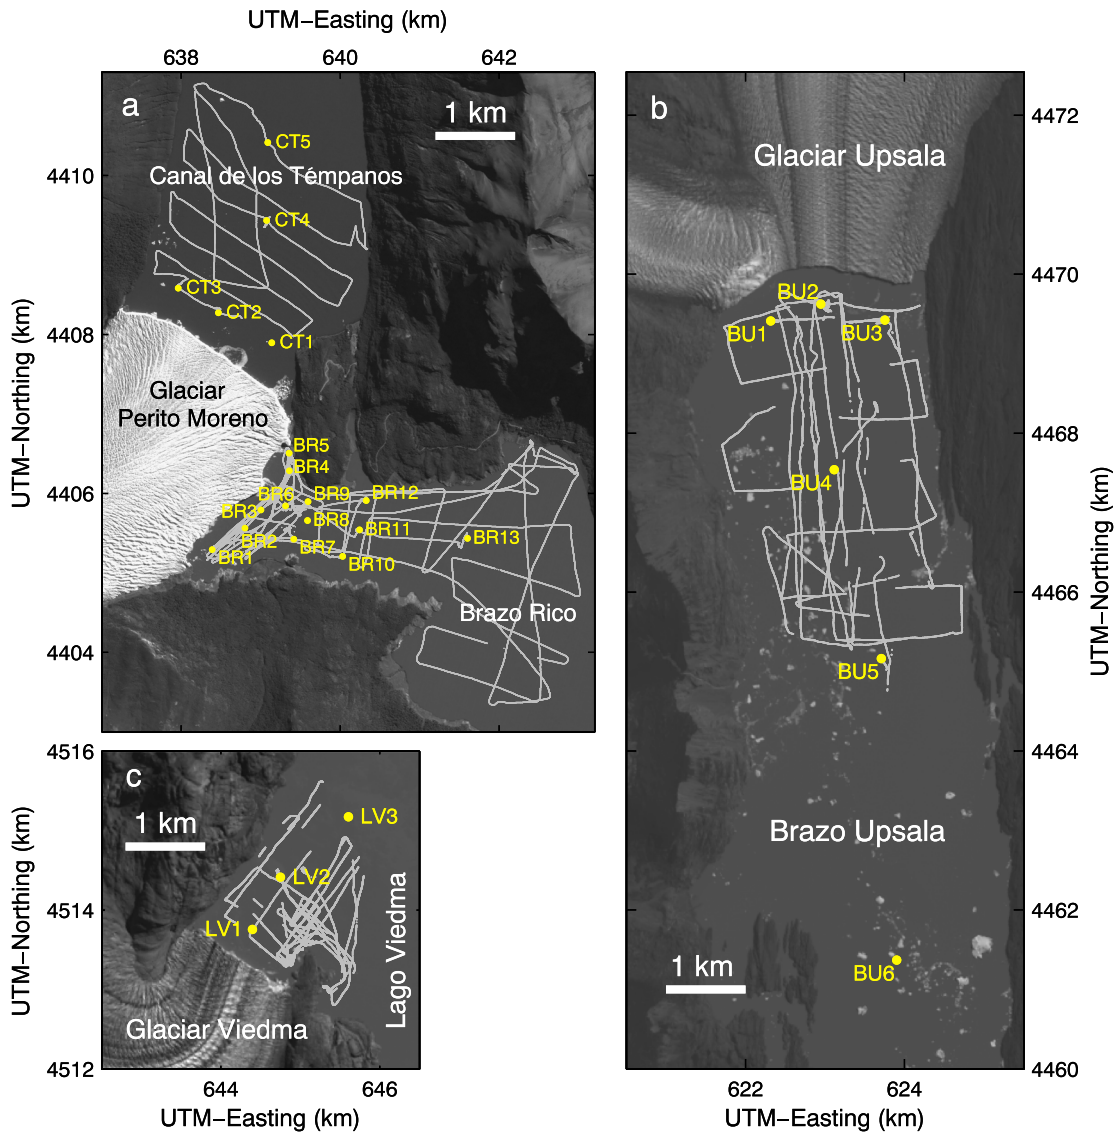 UTM−Easting (km)
638
640
642
a
1 km
CT5
4410
Canal de los Témpanos
CT4
CT3
CT2
4408
CT1
UTM−Northing (km)
Glaciar
Perito Moreno
BR5
BR4
4406
BR6
BR9
BR12
BR3
BR8
BR11
BR2
BR7
BR13
BR1
BR10
Brazo Rico
4404
b
4472
Glaciar Upsala
4470
BU2
BU1
BU3
4468
BU4
4466
UTM−Northing (km)
BU5
4464
Brazo Upsala
4462
BU6
1 km
4460
622
624
UTM−Easting (km)
4516
c
1 km
LV3
LV2
4514
LV1
UTM−Northing (km)
Lago Viedma
Glaciar Viedma
4512
644
646
UTM−Easting (km)